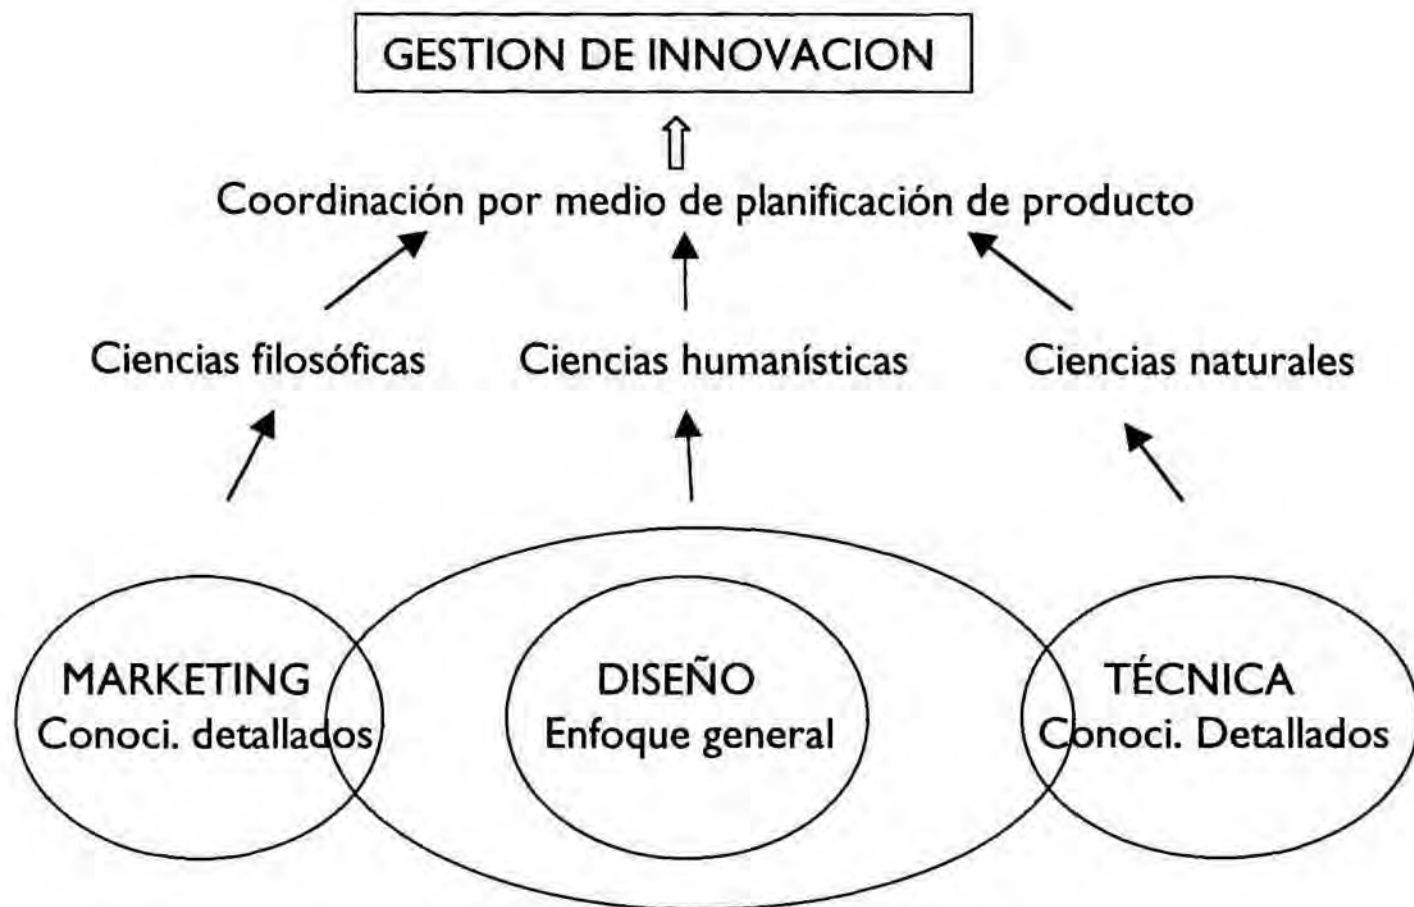 GESTION DE INNOVACION
Coordinación por medio de planificación de producto
Ciencias filosóficas
Ciencias humanísticas
Ciencias naturales
MARKETING
Conoci. detallados
DISEÑO
Enfoque general
TÉCNICA
Conoci. Detallados